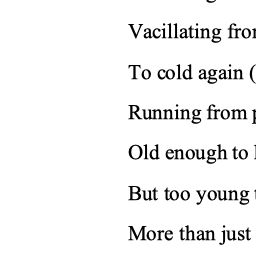 Vacillating
To cold again (
Running from
Old enough to
But too young
More than just